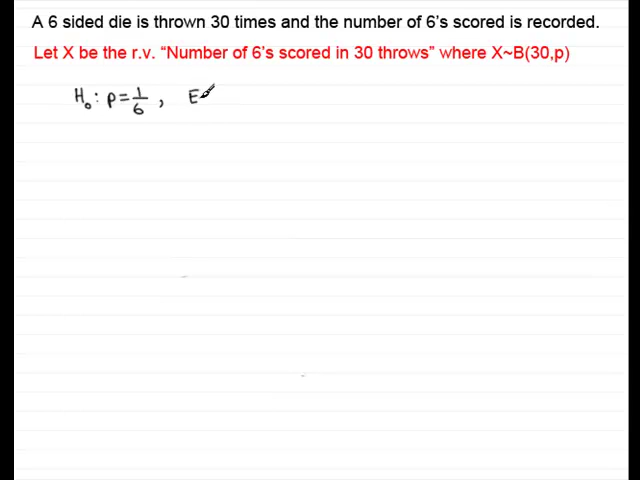 A 6 sided die is thrown 30 times and the number of 6's scored is recorded.
Let X be the r.v. “Number of 6's scored in 30 throws” where X~B(30,p)
H₀: p = 1/6 , E